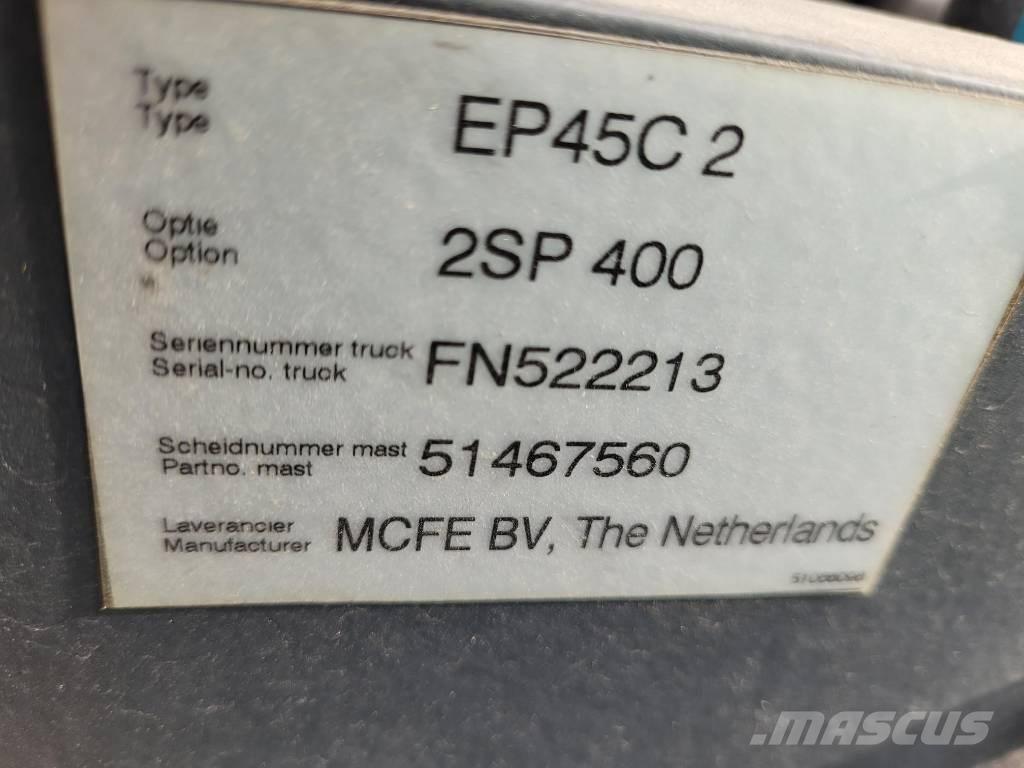 Type
Type
EP45C 2
Optie
Option
2SP 400
Seriennummer truck
Serial-no. truck
FN522213
Scheidnummer mast
Partno. mast
51467560
Laverancier
Manufacturer
MCFE BV, The Netherlands
MASCUS